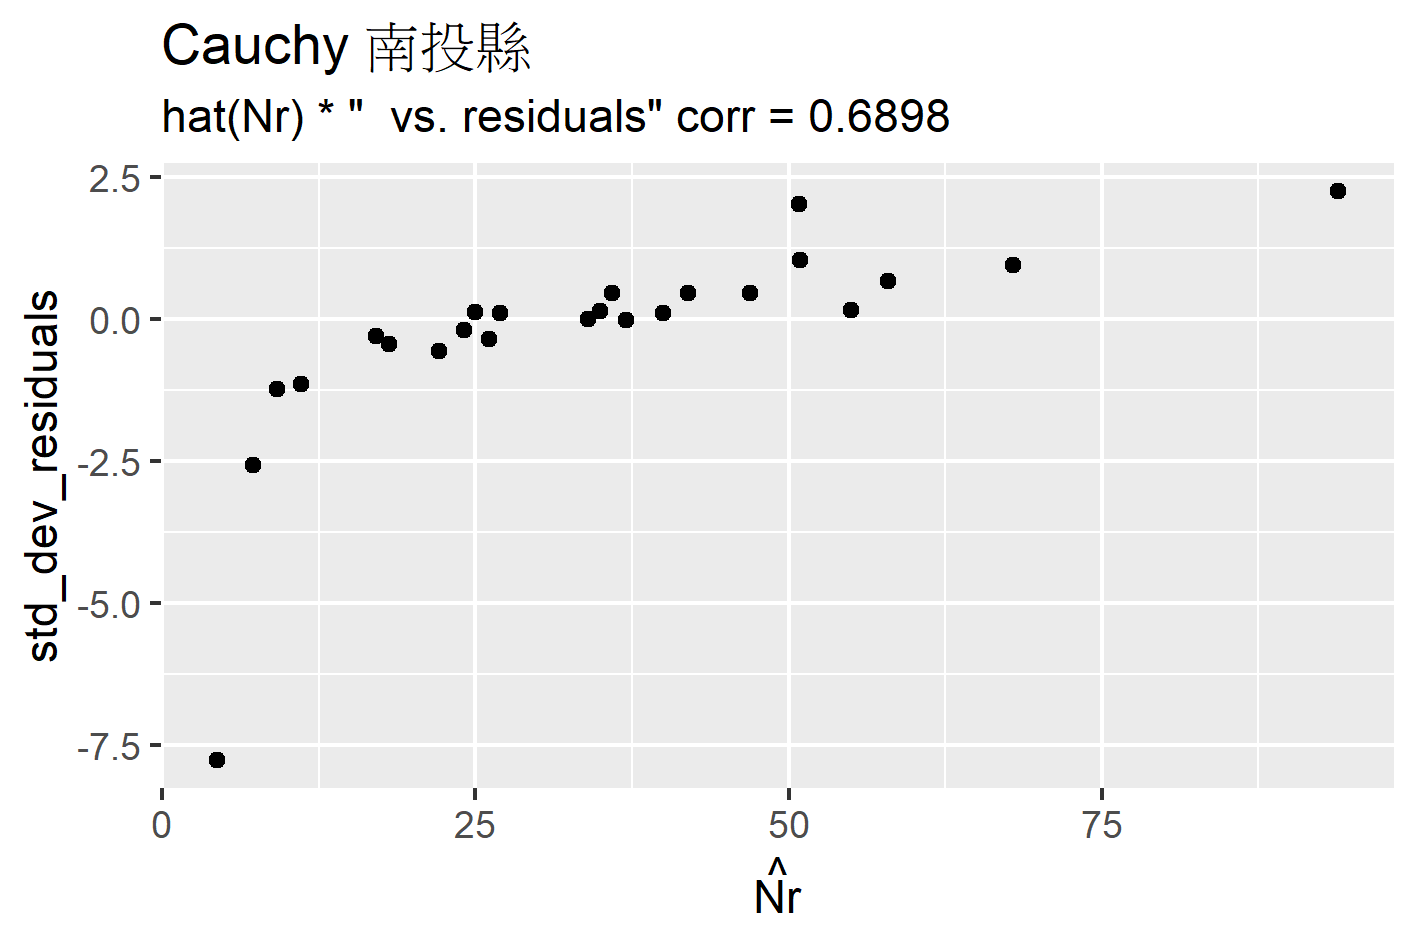 Cauchy 南投縣
hat(Nr) * "  vs. residuals" corr = 0.6898
std_dev_residuals
2.5
0.0
-2.5
-5.0
-7.5
0 25 50 75
N̂r